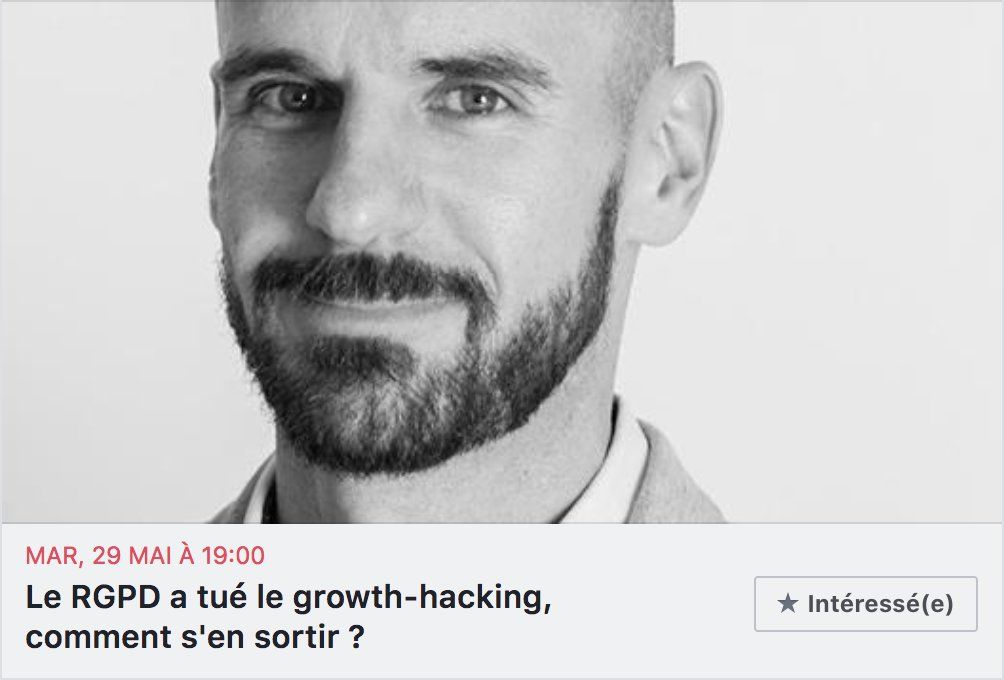 MAR, 29 MAI À 19:00
Le RGPD a tué le growth-hacking,
comment s'en sortir ?
★ Intéressé(e)